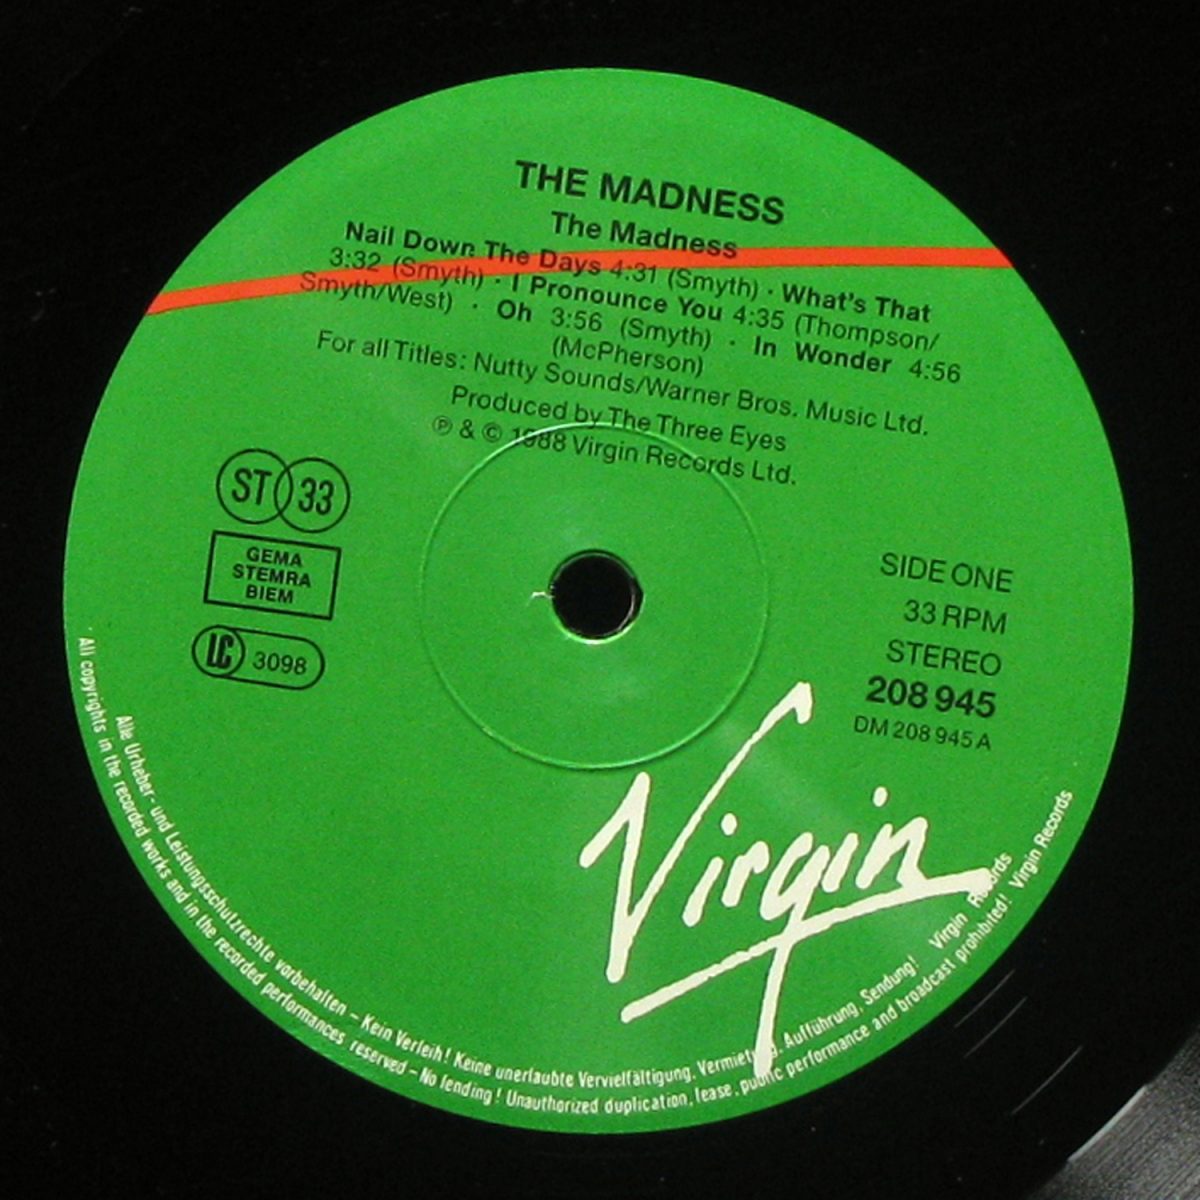 THE MADNESS
The Madness
Nail Down The Days 4:31 (Smyth) · What's That
3:32 (Smyth) · I Pronounce You 4:35 (Thompson/
Smyth/West) · Oh 3:56 (Smyth) · In Wonder 4:56
(McPherson)
For all Titles: Nutty Sounds/Warner Bros. Music Ltd.
Produced by The Three Eyes
℗ & © 1988 Virgin Records Ltd.
ST 33
GEMA
STEMRA
BIEM
LC 3098
SIDE ONE
33 RPM
STEREO
208 945
DM 208 945 A
Virgin
Alle Urheber- und Leistungsschutzrechte vorbehalten – Kein Verleih! Keine unerlaubte Vervielfältigung, Vermietung, Aufführung, Sendung! Virgin Records
All copyrights in the recorded works and in the recorded performances reserved – No lending! Unauthorized duplication, lease, public performance and broadcast prohibited! Virgin Records